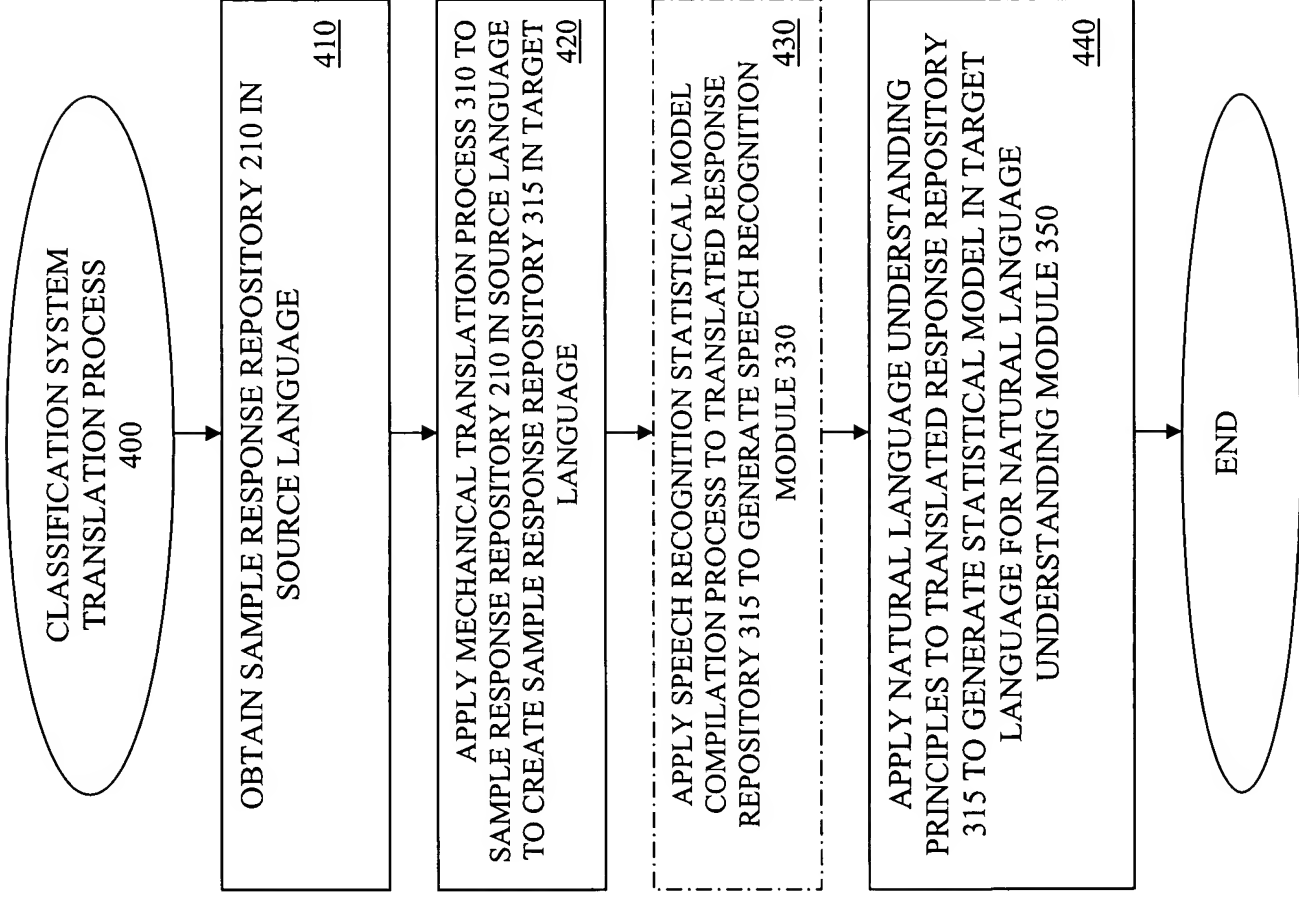 CLASSIFICATION SYSTEM
TRANSLATION PROCESS
400
OBTAIN SAMPLE RESPONSE REPOSITORY 210 IN
SOURCE LANGUAGE
410
APPLY MECHANICAL TRANSLATION PROCESS 310 TO
SAMPLE RESPONSE REPOSITORY 210 IN SOURCE LANGUAGE
TO CREATE SAMPLE RESPONSE REPOSITORY 315 IN TARGET
LANGUAGE
420
APPLY SPEECH RECOGNITION STATISTICAL MODEL
COMPILATION PROCESS TO TRANSLATED RESPONSE
REPOSITORY 315 TO GENERATE SPEECH RECOGNITION
MODULE 330
430
APPLY NATURAL LANGUAGE UNDERSTANDING
PRINCIPLES TO TRANSLATED RESPONSE REPOSITORY
315 TO GENERATE STATISTICAL MODEL IN TARGET
LANGUAGE FOR NATURAL LANGUAGE
UNDERSTANDING MODULE 350
440
END